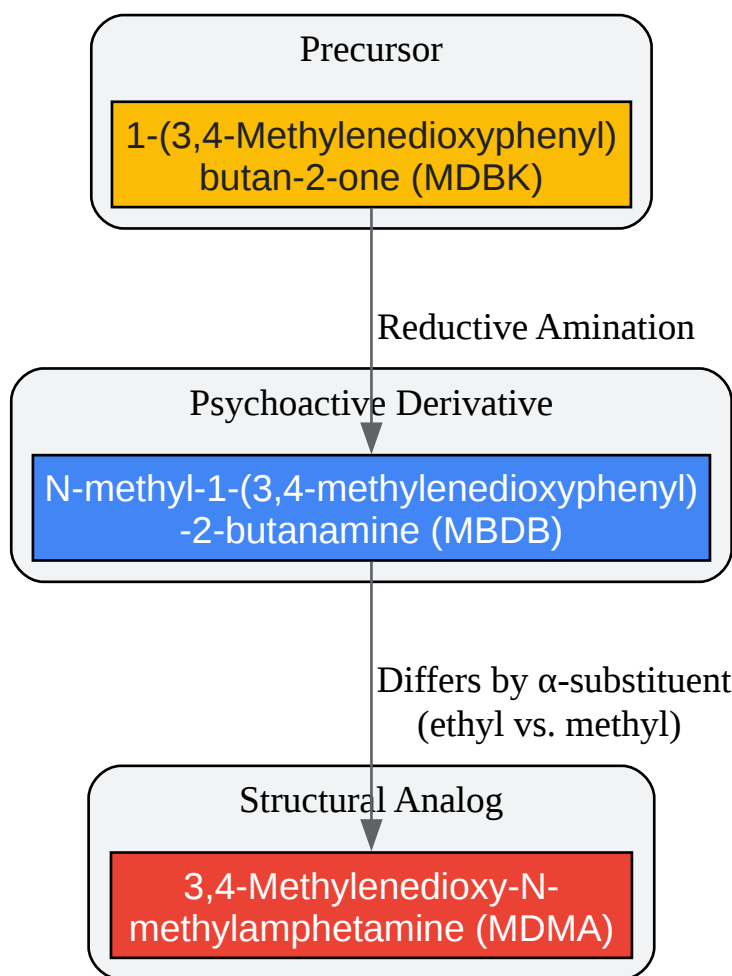 Precursor
1-(3,4-Methylenedioxyphenyl)
butan-2-one (MDBK)
Reductive Amination
Psychoactive Derivative
N-methyl-1-(3,4-methylenedioxyphenyl)
-2-butanamine (MBDB)
Differs by α-substituent
(ethyl vs. methyl)
Structural Analog
3,4-Methylenedioxy-N-
methylamphetamine (MDMA)